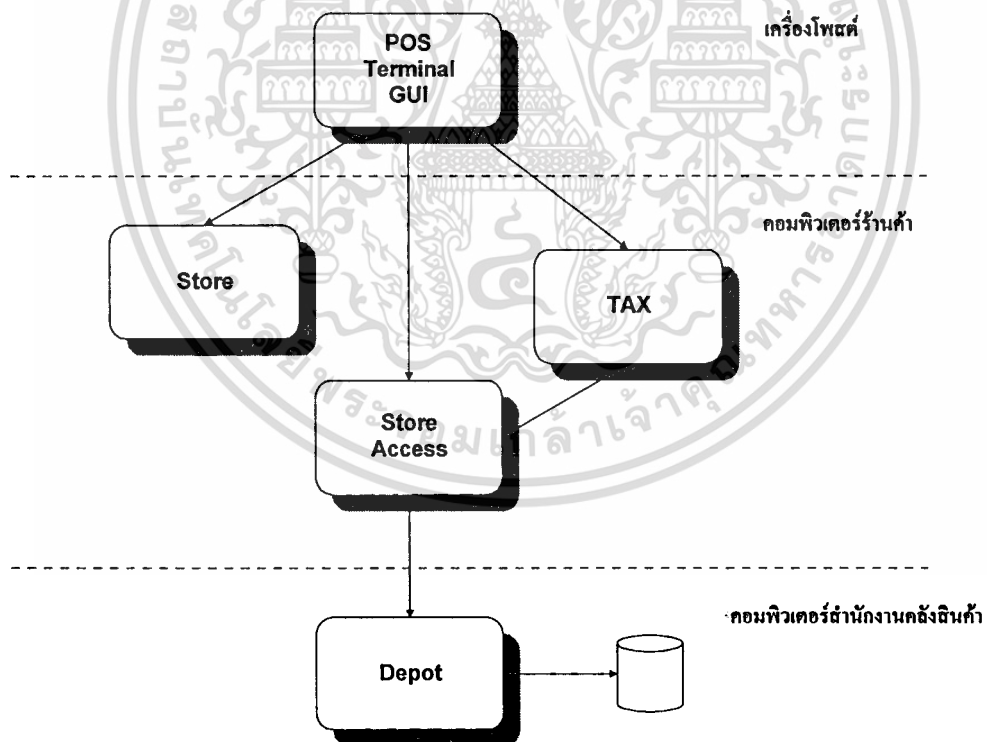 เครื่องโพสต์
POS
Terminal
GUI
คอมพิวเตอร์ร้านค้า
Store
TAX
Store
Access
คอมพิวเตอร์สำนักงานคลังสินค้า
Depot